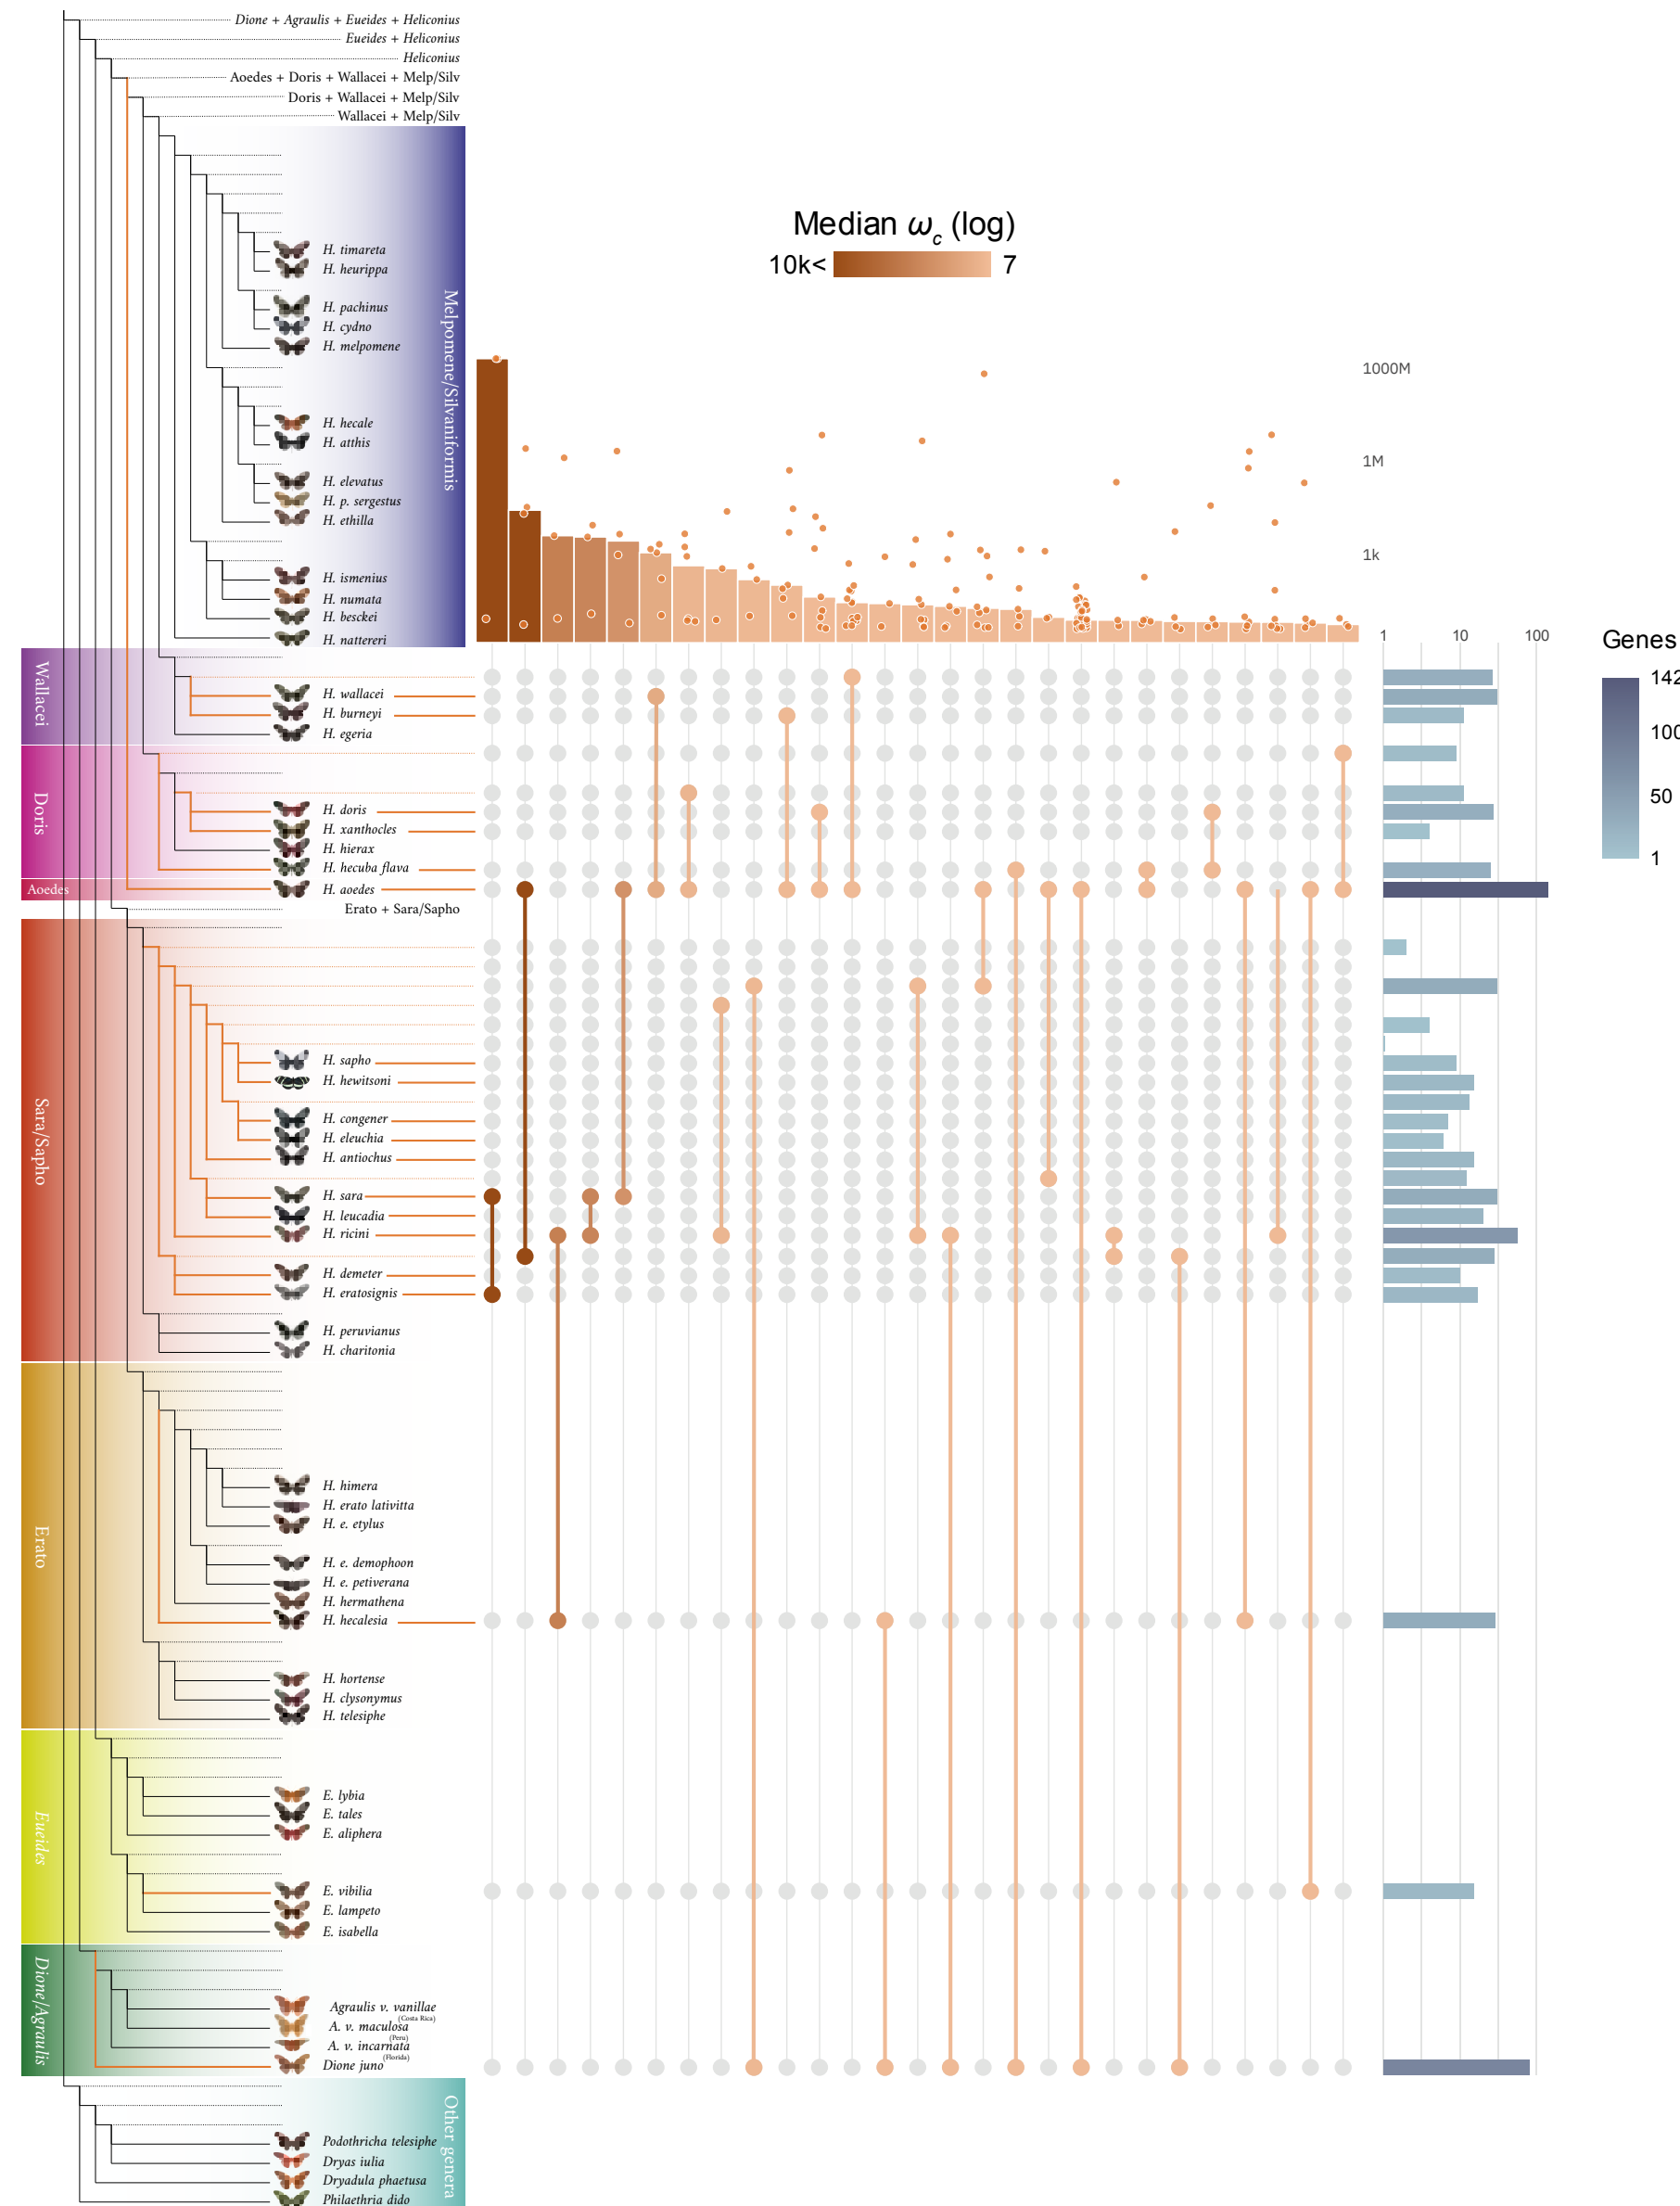 Dione + Agraulis + Eueides + Heliconius
Eueides + Heliconius
Heliconius
Aoedes + Doris + Wallacei + Melp/Silv
Doris + Wallacei + Melp/Silv
Wallacei + Melp/Silv
Melpomene/Silvaniformis
H. timareta
H. heurippa
H. pachinus
H. cydno
H. melpomene
H. hecale
H. atthis
H. elevatus
H. p. sergestus
H. ethilla
H. ismenius
H. numata
H. besckei
H. nattereri
Median ωc (log)
10k< 7
1000M
1M
1k
1 10 100
Genes
142
100
50
1
Wallacei
H. wallacei
H. burneyi
H. egeria
Doris
H. doris
H. xanthocles
H. hierax
H. hecuba flava
Aoedes
H. aoedes
Erato + Sara/Sapho
Sara/Sapho
H. sapho
H. hewitsoni
H. congener
H. eleuchia
H. antiochus
H. sara
H. leucadia
H. ricini
H. demeter
H. eratosignis
H. peruvianus
H. charitonia
Erato
H. himera
H. erato lativitta
H. e. etylus
H. e. demophoon
H. e. petiverana
H. hermathena
H. hecalesia
H. hortense
H. clysonymus
H. telesiphe
Eueides
E. lybia
E. tales
E. aliphera
E. vibilia
E. lampeto
E. isabella
Dione/Agraulis
Agraulis v. vanillae
(Costa Rica)
A. v. maculosa
(Peru)
A. v. incarnata
(Florida)
Dione juno
Other genera
Podothricha telesiphe
Dryas iulia
Dryadula phaetusa
Philaethria dido